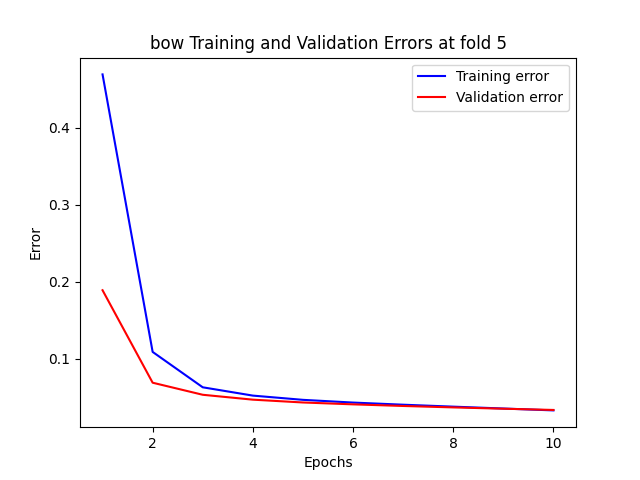 bow Training and Validation Errors at fold 5
Training error
Validation error
Error
0.4
0.3
0.2
0.1
2 4 6 8 10
Epochs